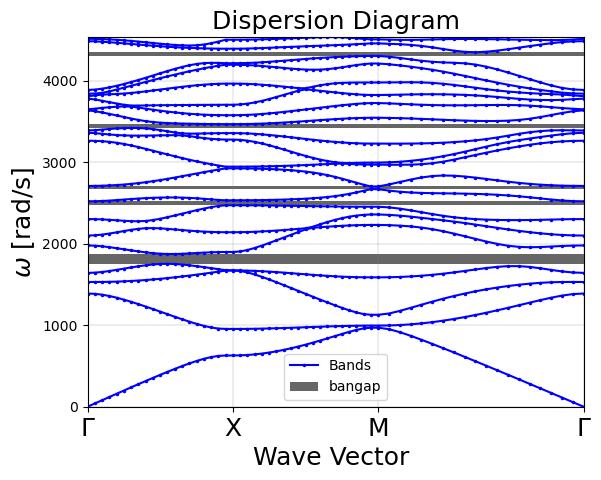 Dispersion Diagram
4000
3000
2000
1000
0
ω [rad/s]
Bands
bangap
Γ
X
M
Γ
Wave Vector